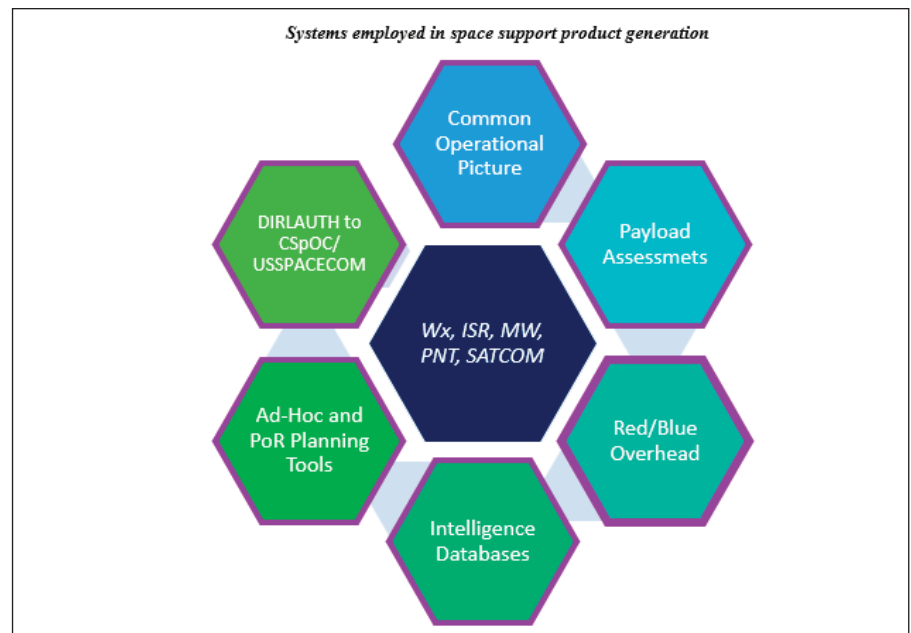 Systems employed in space support product generation
Common
Operational
Picture
Payload
Assessmets
Red/Blue
Overhead
Intelligence
Databases
Ad-Hoc and
PoR Planning
Tools
DIRLAUTH to
CSpOC/
USSPACECOM
Wx, ISR, MW,
PNT, SATCOM